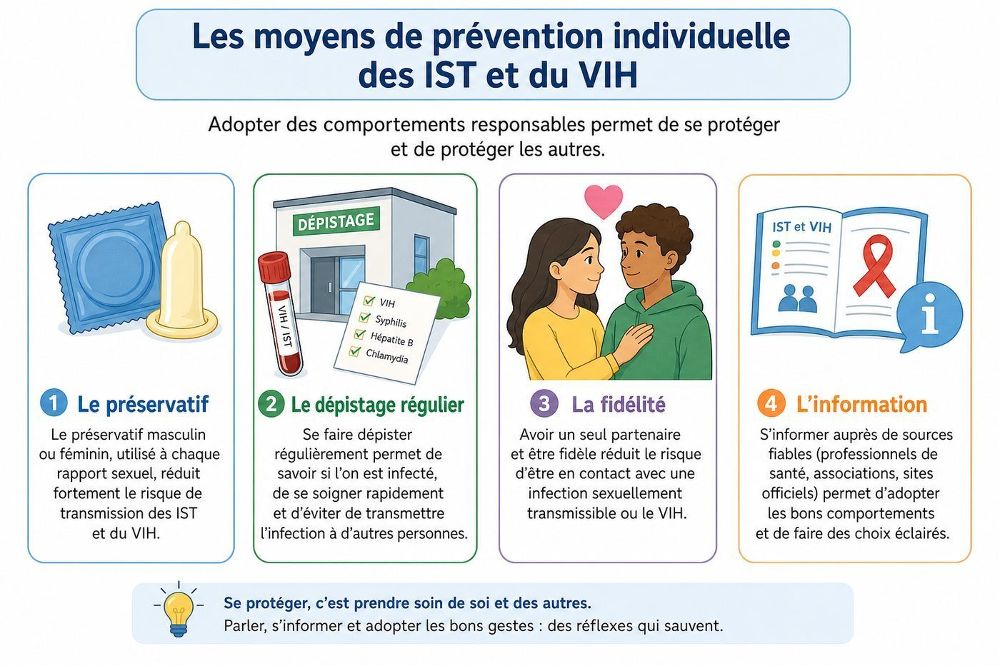 Les moyens de prévention individuelle
des IST et du VIH
Adopter des comportements responsables permet de se protéger
et de protéger les autres.
DÉPISTAGE
VIH / IST
VIH
Syphilis
Hépatite B
Chlamydia
IST et VIH
i
1 Le préservatif
Le préservatif masculin
ou féminin, utilisé à chaque
rapport sexuel, réduit
fortement le risque de
transmission des IST
et du VIH.
2 Le dépistage régulier
Se faire dépister
régulièrement permet de
savoir si l'on est infecté,
de se soigner rapidement
et d'éviter de transmettre
l'infection à d'autres personnes.
3 La fidélité
Avoir un seul partenaire
et être fidèle réduit le risque
d'être en contact avec une
infection sexuellement
transmissible ou le VIH.
4 L'information
S'informer auprès de sources
fiables (professionnels de
santé, associations, sites
officiels) permet d'adopter
les bons comportements
et de faire des choix éclairés.
Se protéger, c'est prendre soin de soi et des autres.
Parler, s'informer et adopter les bons gestes : des réflexes qui sauvent.